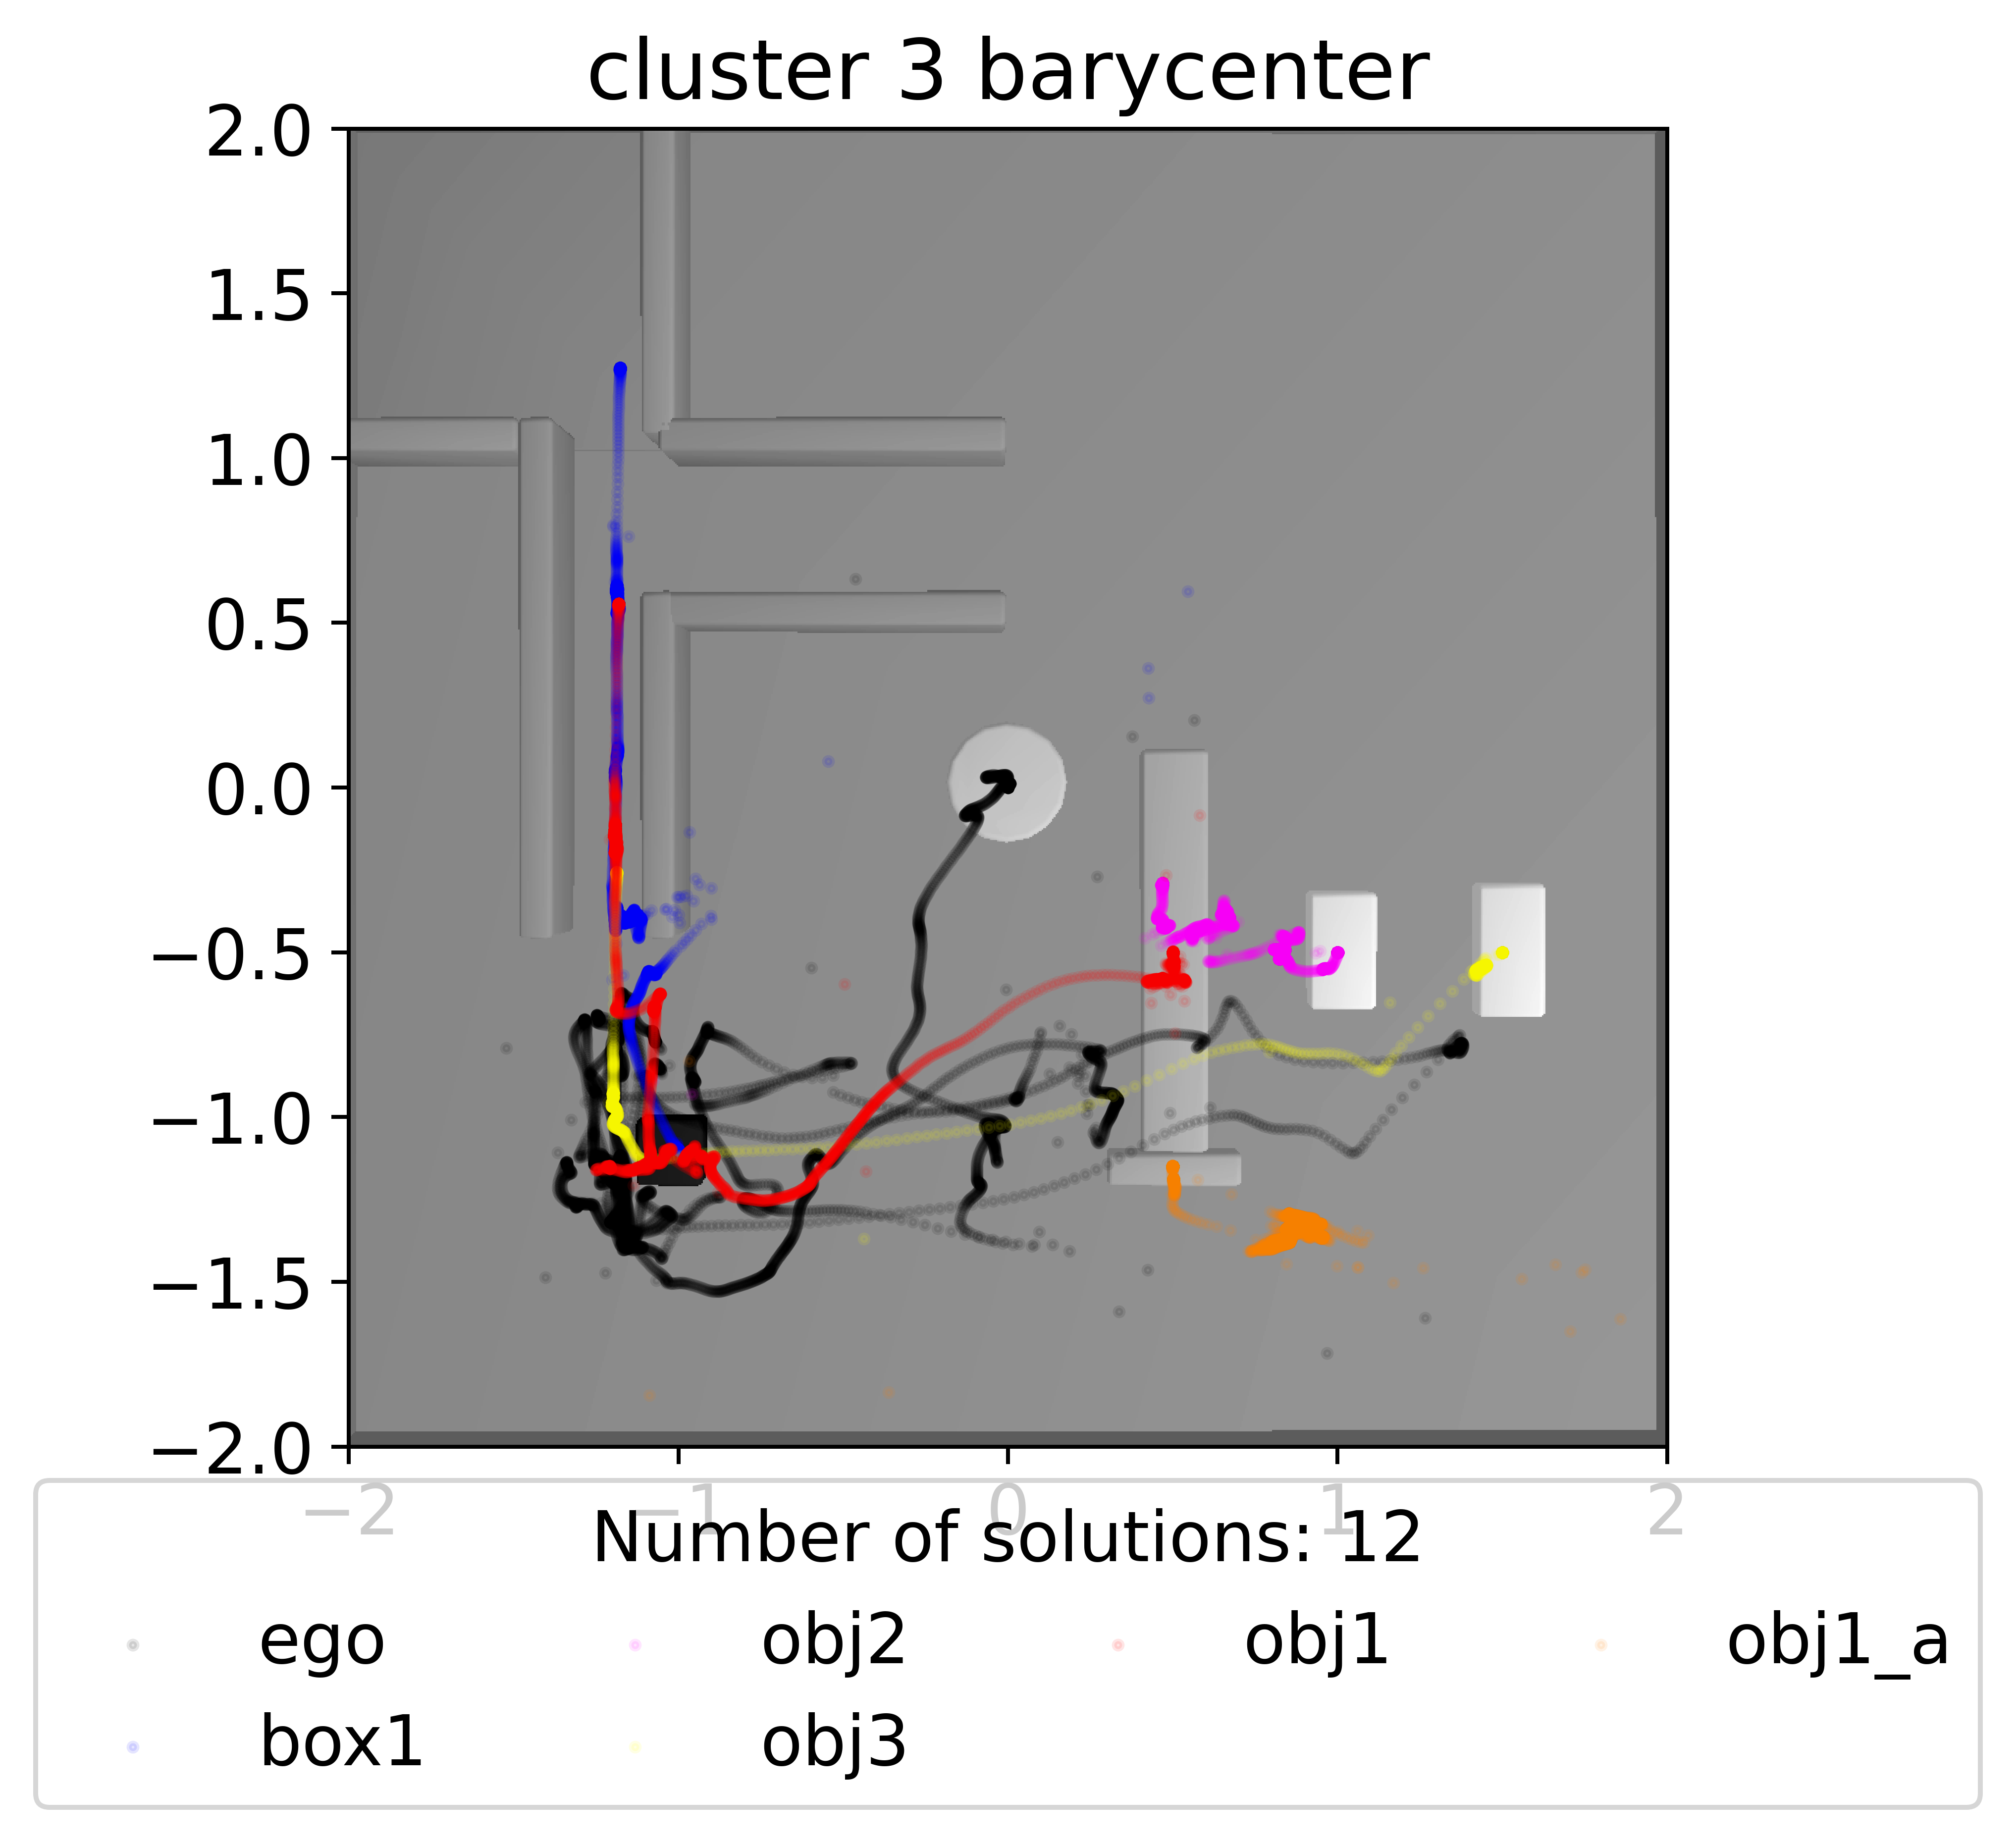 cluster 3 barycenter
2.0
1.5
1.0
0.5
0.0
−0.5
−1.0
−1.5
−2.0
−2 −1 0 1 2
Number of solutions: 12
ego obj2 obj1 obj1_a
box1 obj3